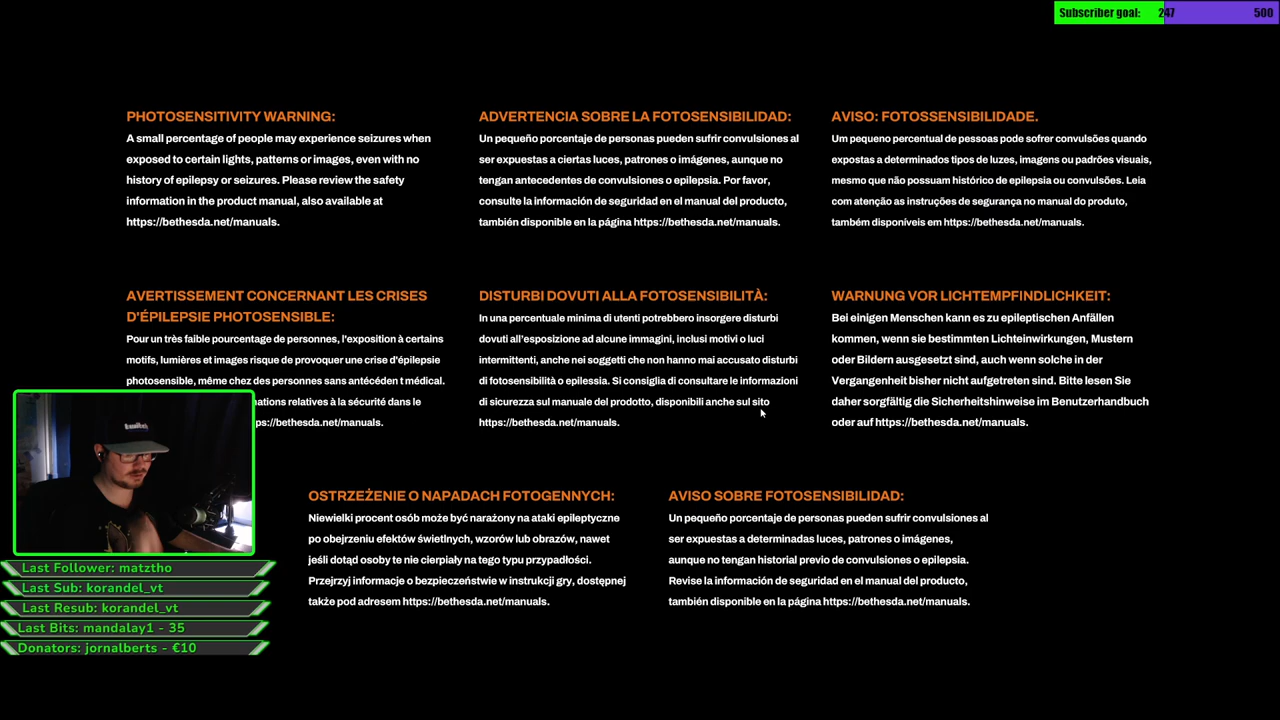 Subscriber goal: 247 500
PHOTOSENSITIVITY WARNING:
A small percentage of people may experience seizures when
exposed to certain lights, patterns or images, even with no
history of epilepsy or seizures. Please review the safety
information in the product manual, also available at
https://bethesda.net/manuals.
ADVERTENCIA SOBRE LA FOTOSENSIBILIDAD:
Un pequeño porcentaje de personas pueden sufrir convulsiones al
ser expuestas a ciertas luces, patrones o imágenes, aunque no
tengan antecedentes de convulsiones o epilepsia. Por favor,
consulte la información de seguridad en el manual del producto,
también disponible en la página https://bethesda.net/manuals.
AVISO: FOTOSSENSIBILIDADE.
Um pequeno percentual de pessoas pode sofrer convulsões quando
expostas a determinados tipos de luzes, imagens ou padrões visuais,
mesmo que não possuam histórico de epilepsia ou convulsões. Leia
com atenção as instruções de segurança no manual do produto,
também disponíveis em https://bethesda.net/manuals.
AVERTISSEMENT CONCERNANT LES CRISES
D'ÉPILEPSIE PHOTOSENSIBLE:
Pour un très faible pourcentage de personnes, l'exposition à certains
motifs, lumières et images risque de provoquer une crise d'épilepsie
photosensible, même chez des personnes sans antécéden t médical.
relatives à la sécurité dans le
https://bethesda.net/manuals.
DISTURBI DOVUTI ALLA FOTOSENSIBILITÀ:
In una percentuale minima di utenti potrebbero insorgere disturbi
dovuti all'esposizione ad alcune immagini, inclusi motivi o luci
intermittenti, anche nei soggetti che non hanno mai accusato disturbi
di fotosensibilità o epilessia. Si consiglia di consultare le informazioni
di sicurezza sul manuale del prodotto, disponibili anche sul sito
https://bethesda.net/manuals.
WARNUNG VOR LICHTEMPFINDLICHKEIT:
Bei einigen Menschen kann es zu epileptischen Anfällen
kommen, wenn sie bestimmten Lichteinwirkungen, Mustern
oder Bildern ausgesetzt sind, auch wenn solche in der
Vergangenheit bisher nicht aufgetreten sind. Bitte lesen Sie
daher sorgfältig die Sicherheitshinweise im Benutzerhandbuch
oder auf https://bethesda.net/manuals.
OSTRZEŻENIE O NAPADACH FOTOGENNYCH:
Niewielki procent osób może być narażony na ataki epileptyczne
po obejrzeniu efektów świetlnych, wzorów lub obrazów, nawet
jeśli dotąd osoby te nie cierpiały na tego typu przypadłości.
Przejrzyj informacje o bezpieczeństwie w instrukcji gry, dostępnej
także pod adresem https://bethesda.net/manuals.
AVISO SOBRE FOTOSENSIBILIDAD:
Un pequeño porcentaje de personas pueden sufrir convulsiones al
ser expuestas a determinadas luces, patrones o imágenes,
aunque no tengan historial previo de convulsiones o epilepsia.
Revise la información de seguridad en el manual del producto,
también disponible en la página https://bethesda.net/manuals.
Last Follower: matztho
Last Sub: korandel_vt
Last Resub: korandel_vt
Last Bits: mandalay1 - 35
Donators: jornalberts - €10